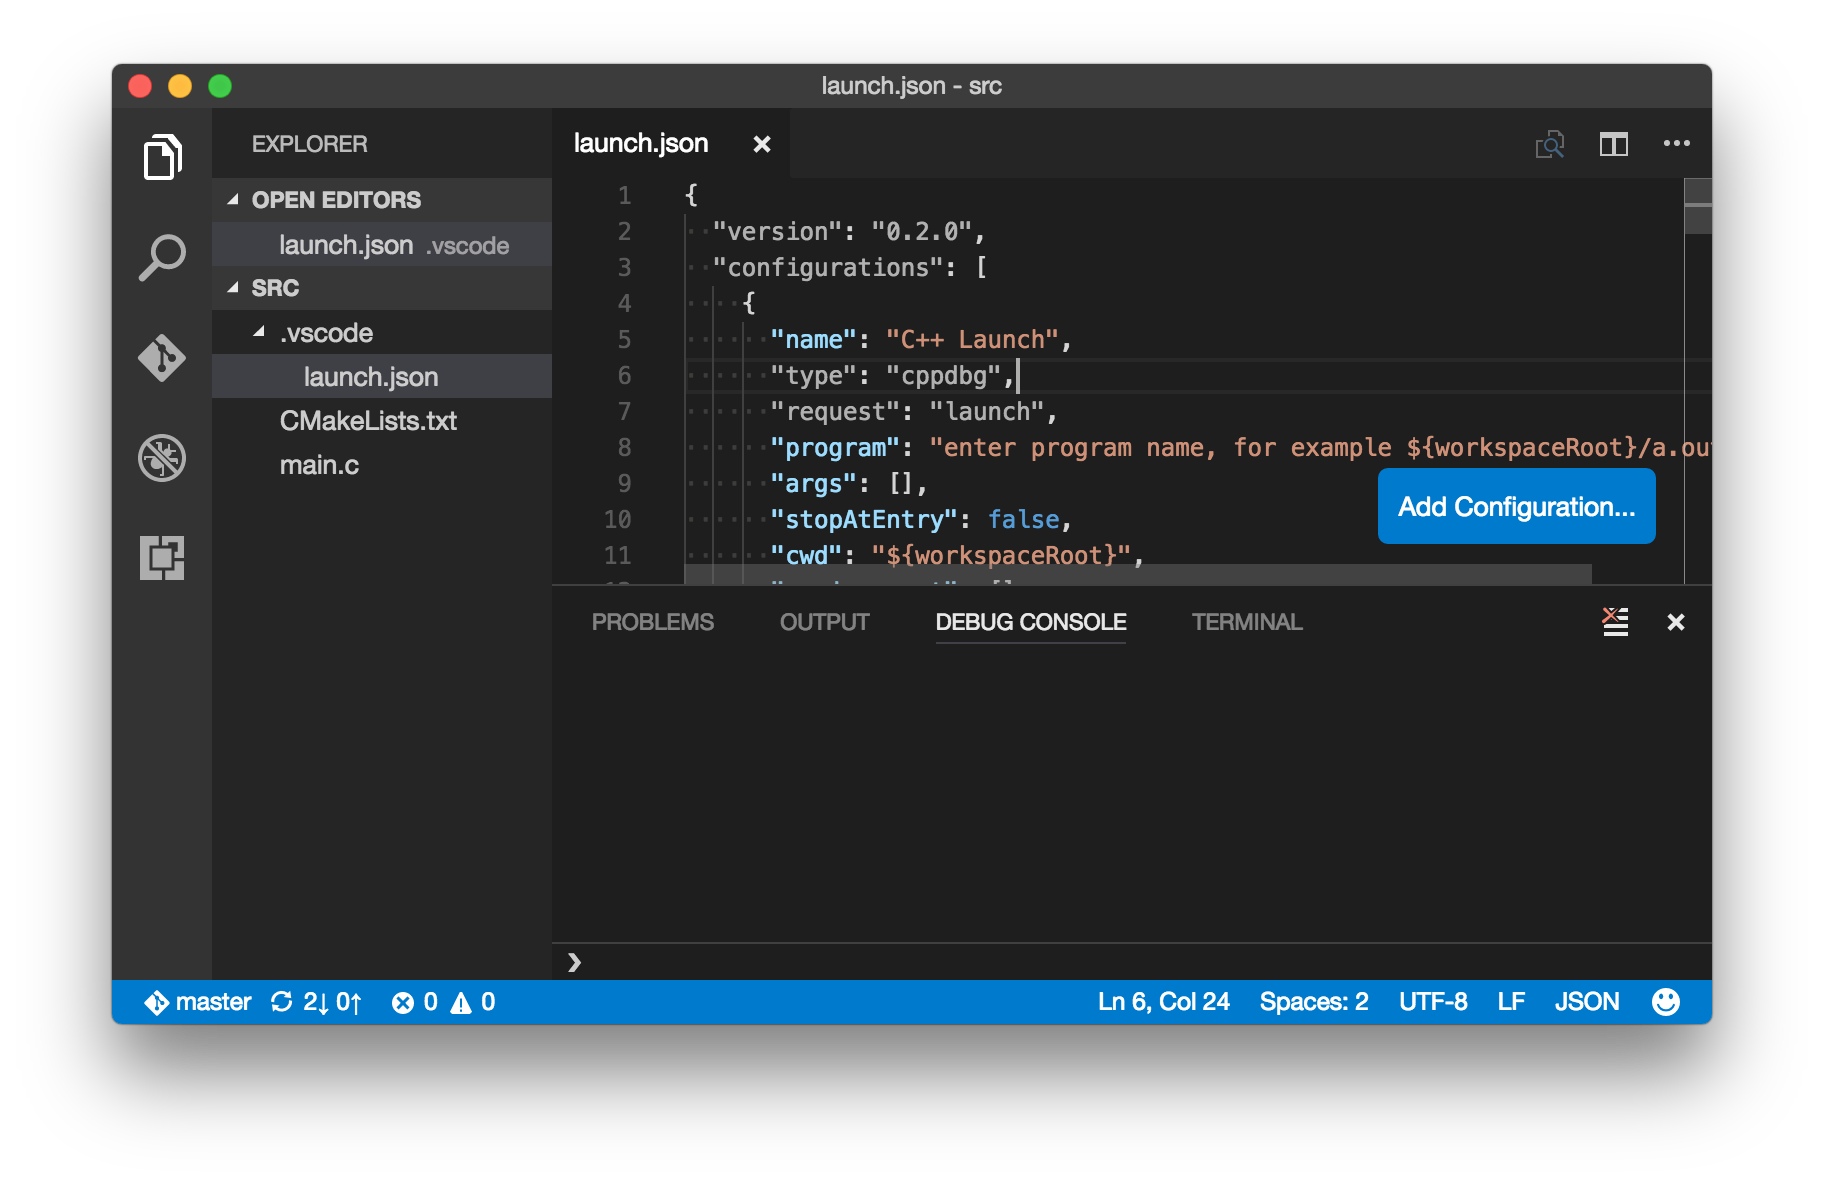 launch.json - src
EXPLORER
OPEN EDITORS
launch.json .vscode
SRC
.vscode
launch.json
CMakeLists.txt
main.c
launch.json
1 {
2 "version": "0.2.0",
3 "configurations": [
4 {
5 "name": "C++ Launch",
6 "type": "cppdbg",
7 "request": "launch",
8 "program": "enter program name, for example ${workspaceRoot}/a.ou
9 "args": [],
10 "stopAtEntry": false,
11 "cwd": "${workspaceRoot}",
Add Configuration...
PROBLEMS OUTPUT DEBUG CONSOLE TERMINAL
master 2↓ 0↑ 0 0 Ln 6, Col 24 Spaces: 2 UTF-8 LF JSON